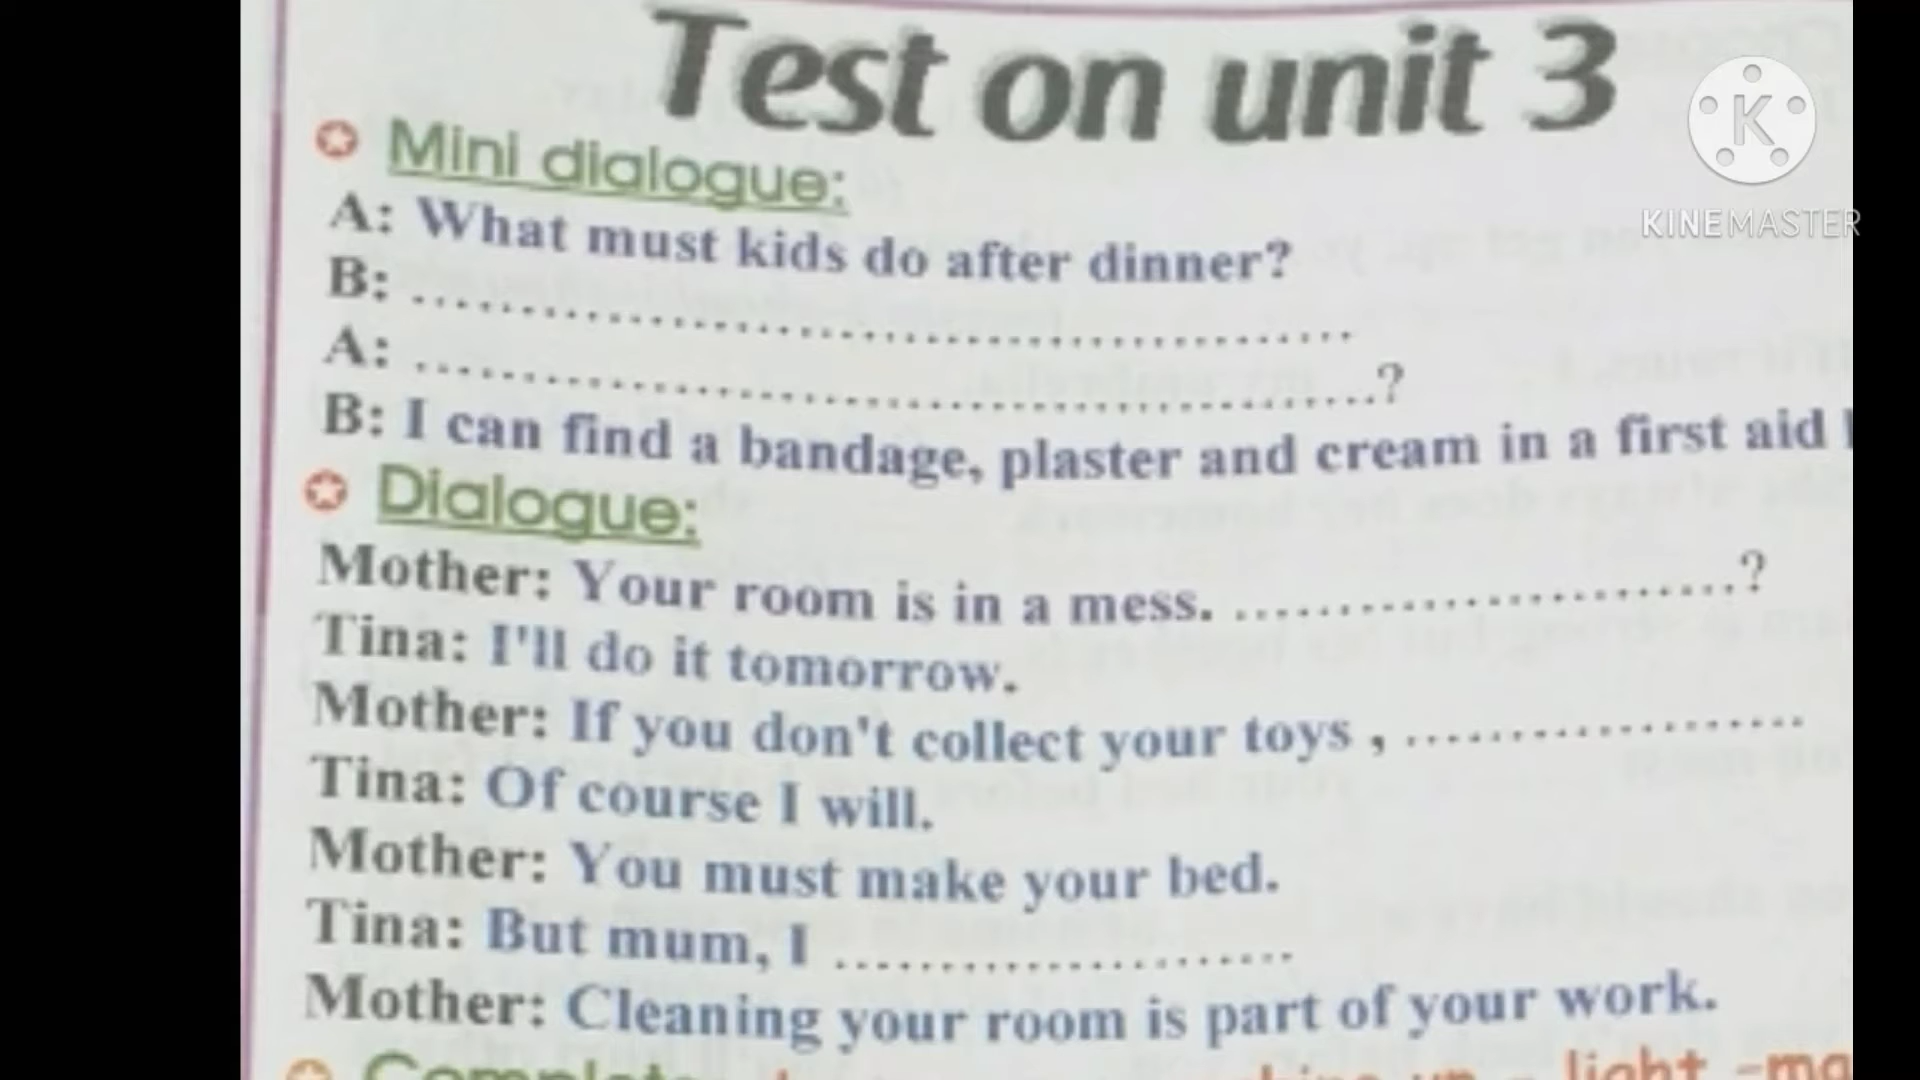 Test on unit 3
Mini dialogue:
A: What must kids do after dinner?
B: ................................................
A: ................................................?
B: I can find a bandage, plaster and cream in a first aid
Dialogue:
Mother: Your room is in a mess. ..........................?
Tina: I'll do it tomorrow.
Mother: If you don't collect your toys , ....................
Tina: Of course I will.
Mother: You must make your bed.
Tina: But mum, I ........................
Mother: Cleaning your room is part of your work.
Complete
light -
KINEMASTER